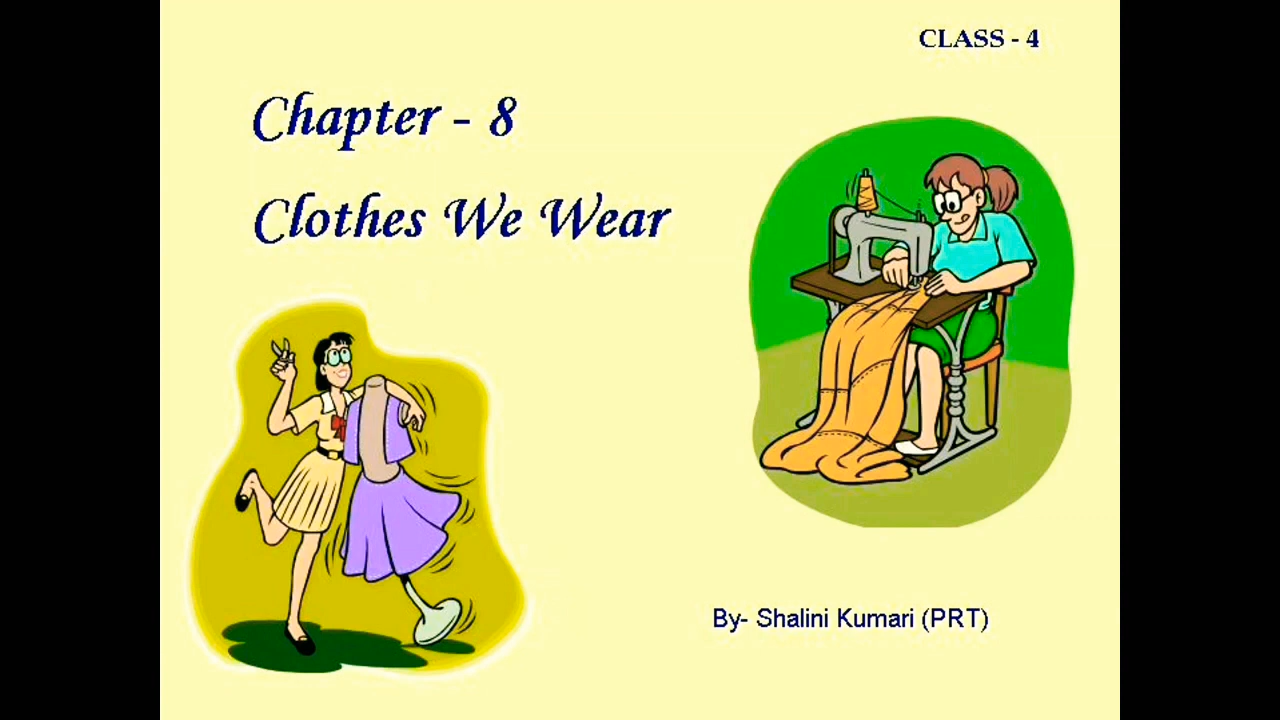 CLASS - 4
Chapter - 8
Clothes We Wear
By- Shalini Kumari (PRT)